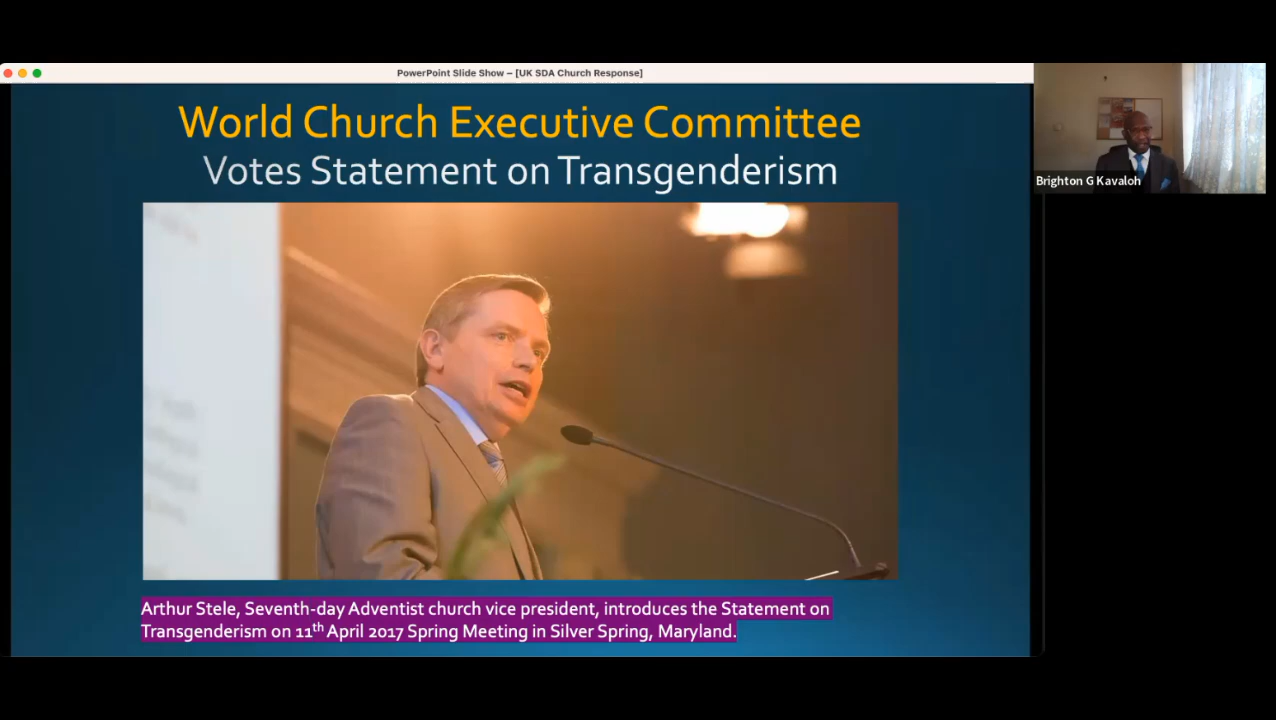 PowerPoint Slide Show – [UK SDA Church Response]
World Church Executive Committee
Votes Statement on Transgenderism
Brighton G Kavaloh
Arthur Stele, Seventh-day Adventist church vice president, introduces the Statement on
Transgenderism on 11th April 2017 Spring Meeting in Silver Spring, Maryland.